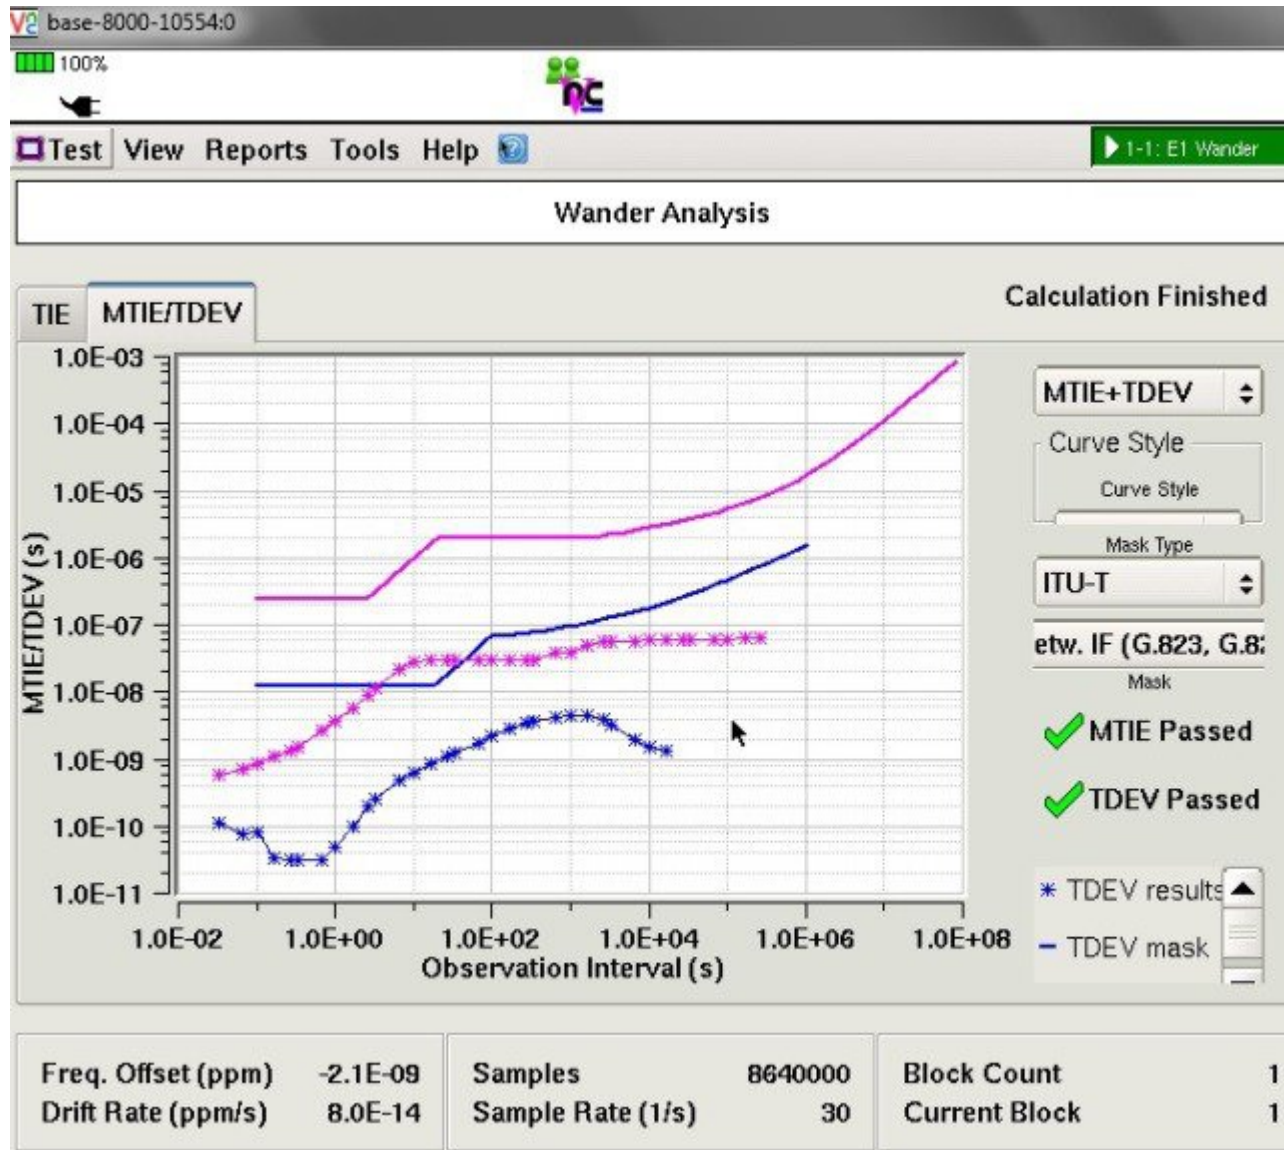 base-8000-10554:0
100%
nc
Test View Reports Tools Help
1-1: E1 Wander
Wander Analysis
TIE MTIE/TDEV
Calculation Finished
MTIE/TDEV (s)
1.0E-03
1.0E-04
1.0E-05
1.0E-06
1.0E-07
1.0E-08
1.0E-09
1.0E-10
1.0E-11
1.0E-02 1.0E+00 1.0E+02 1.0E+04 1.0E+06 1.0E+08
Observation Interval (s)
MTIE+TDEV
Curve Style
Curve Style
Mask Type
ITU-T
etw. IF (G.823, G.82
Mask
MTIE Passed
TDEV Passed
TDEV results
TDEV mask
Freq. Offset (ppm) -2.1E-09
Drift Rate (ppm/s) 8.0E-14
Samples 8640000
Sample Rate (1/s) 30
Block Count 1
Current Block 1